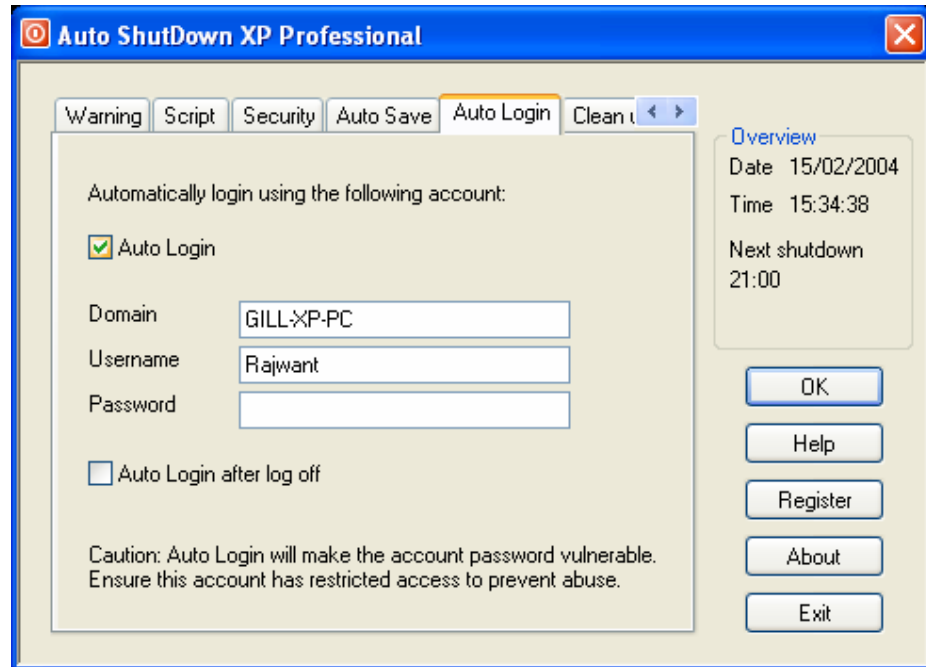 Auto ShutDown XP Professional
Warning Script Security Auto Save Auto Login Clean
Automatically login using the following account:
Auto Login
Domain GILL-XP-PC
Username Rajwant
Password
Auto Login after log off
Caution: Auto Login will make the account password vulnerable.
Ensure this account has restricted access to prevent abuse.
Overview
Date 15/02/2004
Time 15:34:38
Next shutdown
21:00
OK
Help
Register
About
Exit